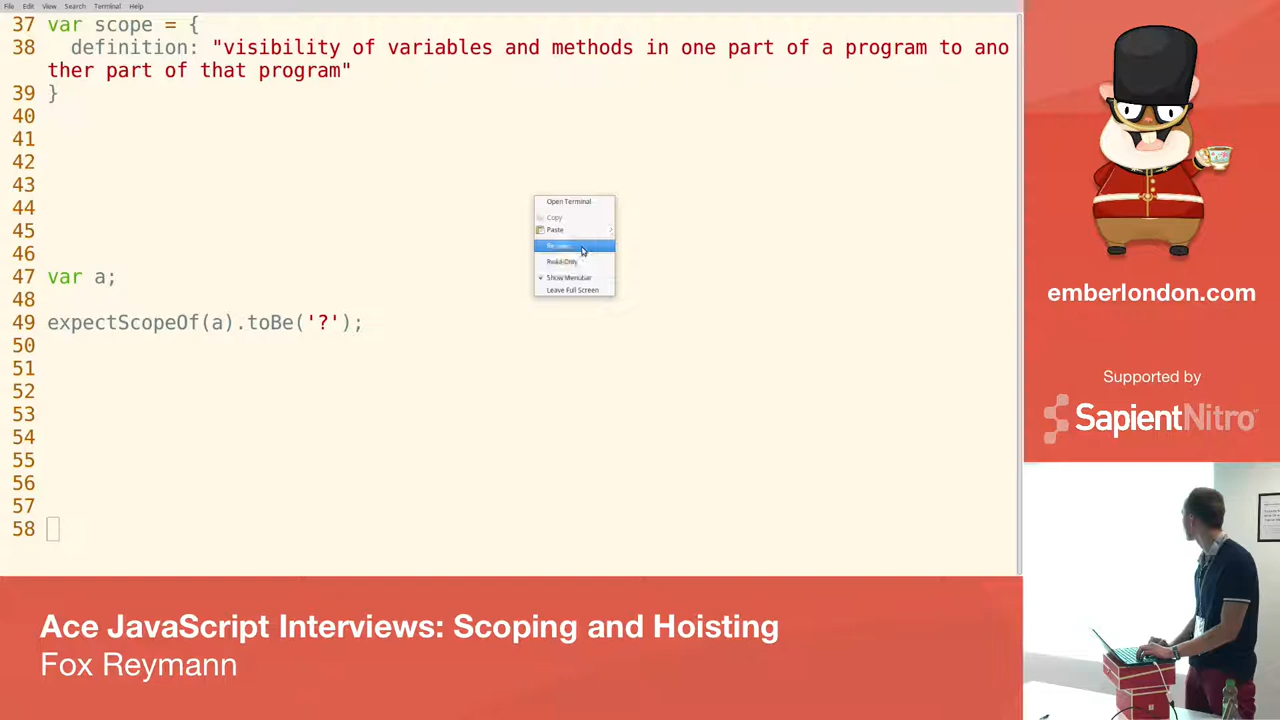 File Edit View Search Terminal Help
37 var scope = {
38 definition: "visibility of variables and methods in one part of a program to ano
ther part of that program"
39 }
40
41
42
43
44
45
46
47 var a;
48
49 expectScopeOf(a).toBe('?');
50
51
52
53
54
55
56
57
58
Open Terminal
Copy
Paste
Read-Only
Show Menubar
Leave Full Screen
emberlondon.com
Supported by
SapientNitro
Ace JavaScript Interviews: Scoping and Hoisting
Fox Reymann